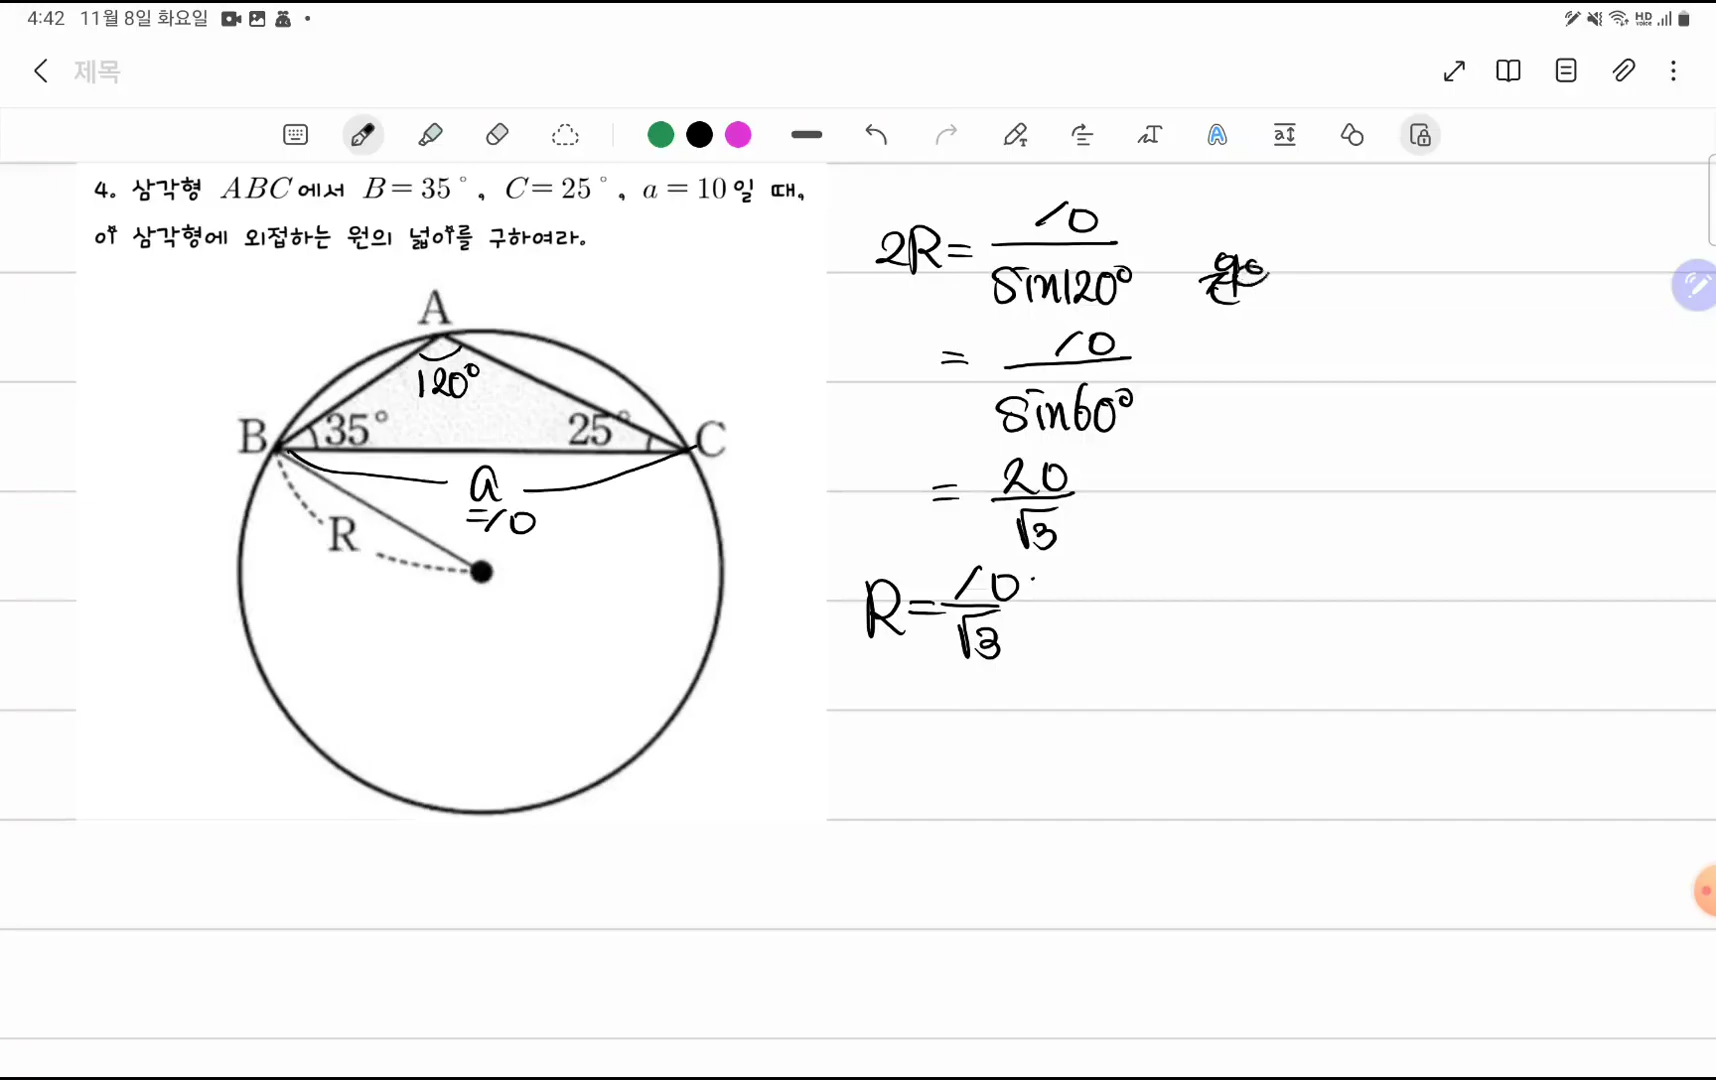 4:42 11월 8일 화요일
HD voice
제목
4. 삼각형 ABC에서 B=35°, C=25°, a=10일 때,
이 삼각형에 외접하는 원의 넓이를 구하여라.
A
120°
B 35° 25° C
a
=10
R
2R= 10/sin120°
= 10/sin60°
= 20/√3
R= 10/√3